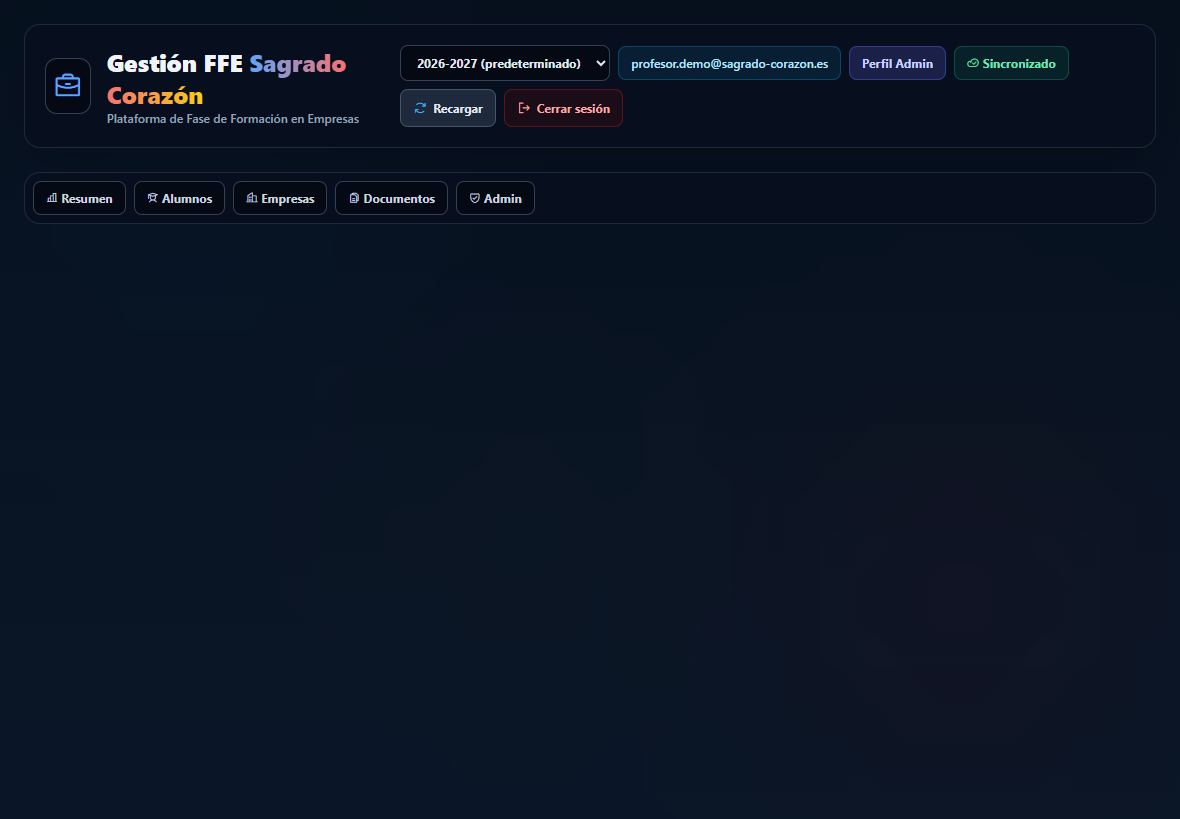 Gestión FFE Sagrado
Corazón
Plataforma de Fase de Formación en Empresas
2026-2027 (predeterminado)
profesor.demo@sagrado-corazon.es
Perfil Admin
Sincronizado
Recargar
Cerrar sesión
Resumen
Alumnos
Empresas
Documentos
Admin